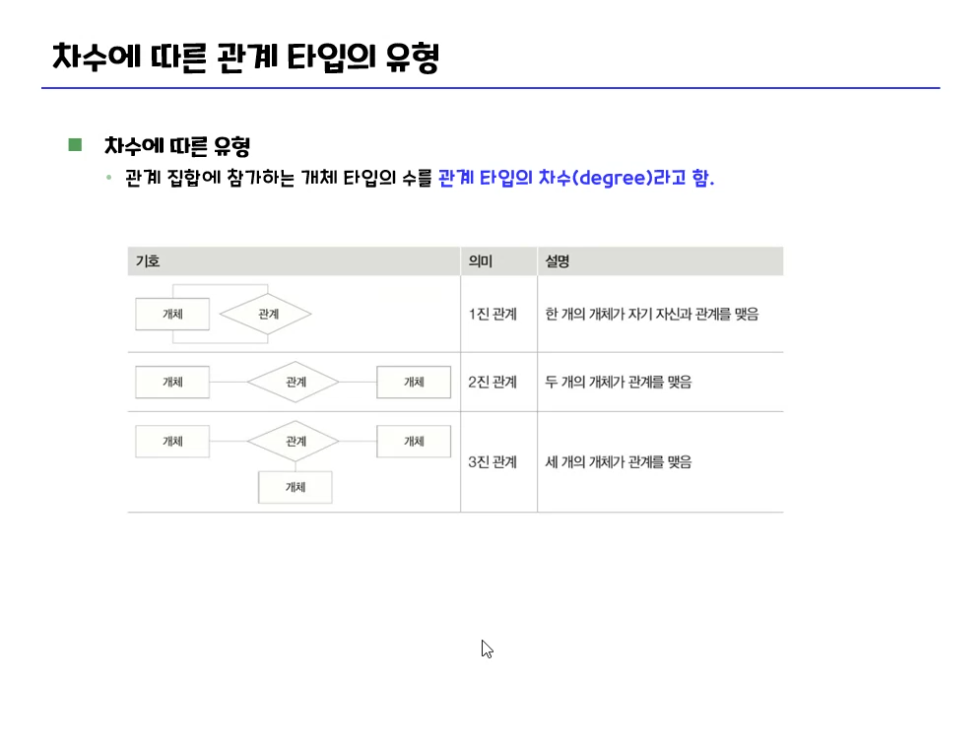 차수에 따른 관계 타입의 유형
차수에 따른 유형
관계 집합에 참가하는 개체 타입의 수를 관계 타입의 차수(degree)라고 함.
기호 의미 설명
개체 관계 1진 관계 한 개의 개체가 자기 자신과 관계를 맺음
개체 관계 개체 2진 관계 두 개의 개체가 관계를 맺음
개체 관계 개체
3진 관계 세 개의 개체가 관계를 맺음
개체